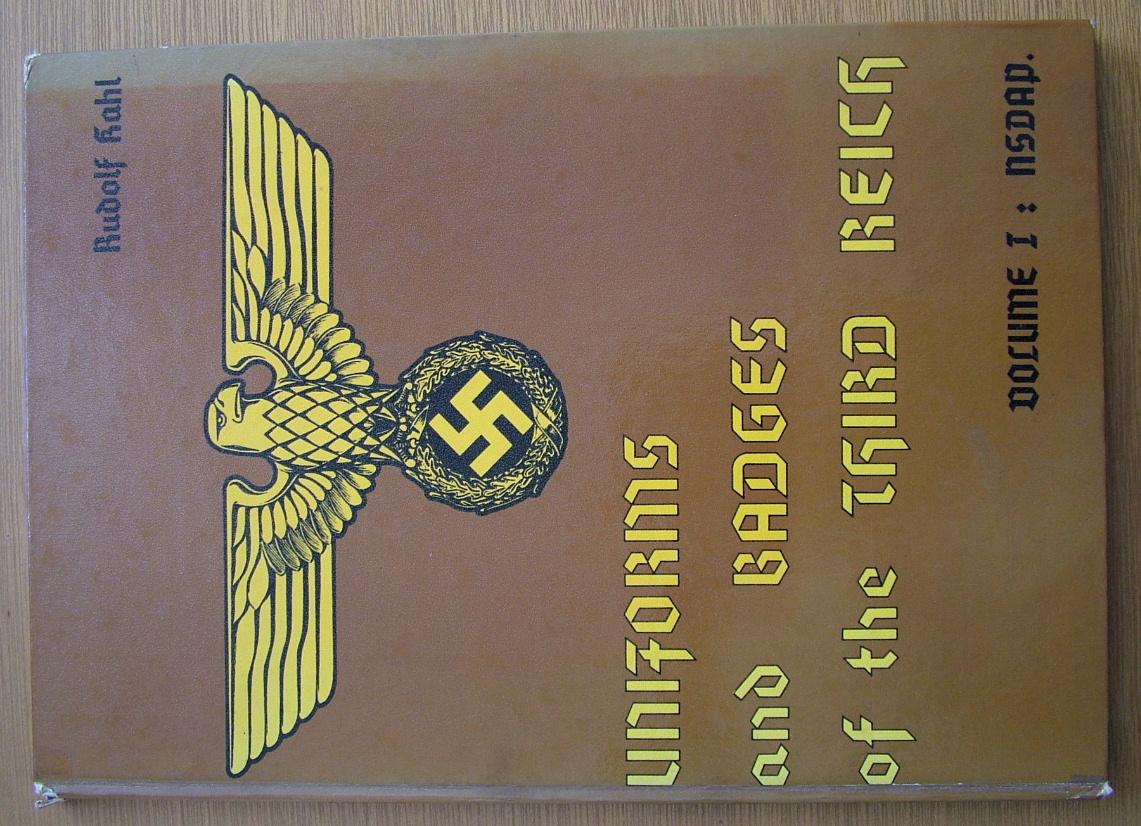 Rudolf Kahl
UNIFORMS
and BADGES
of the THIRD REICH
VOLUME I : NSDAP.